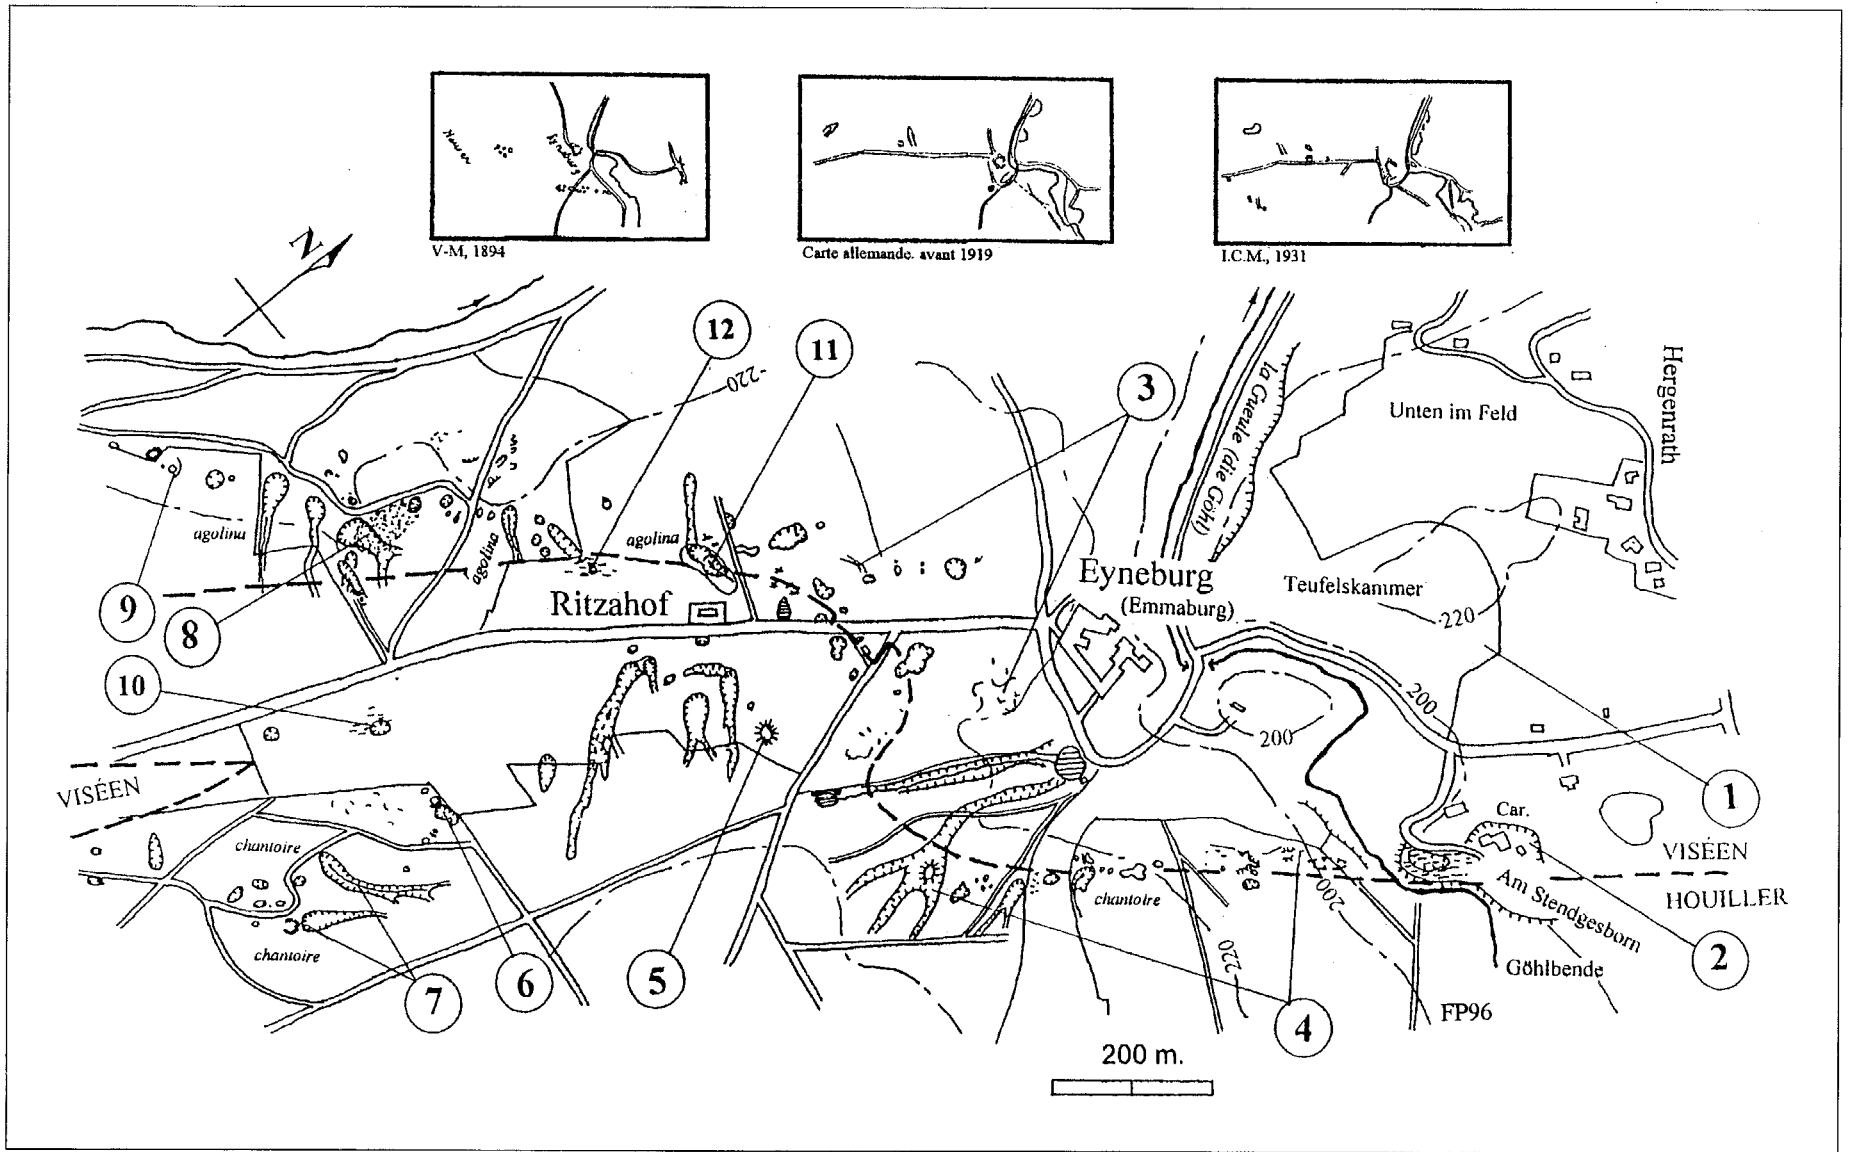 V-M, 1894
Carte allemande. avant 1919
I.C.M., 1931
N
12
11
3
220
la Gueule (die Göhl)
Unten im Feld
Hergenrath
agolina
agolina
agolina
9
8
Ritzahof
Eyneburg
(Emmaburg)
Teufelskammer
220
10
200
200
VISÉEN
1
chantoire
Car.
VISÉEN
HOUILLER
chantoire
200
Am Stendgesborn
chantoire
220
Göhlbende
2
7
6
5
4
FP96
200 m.